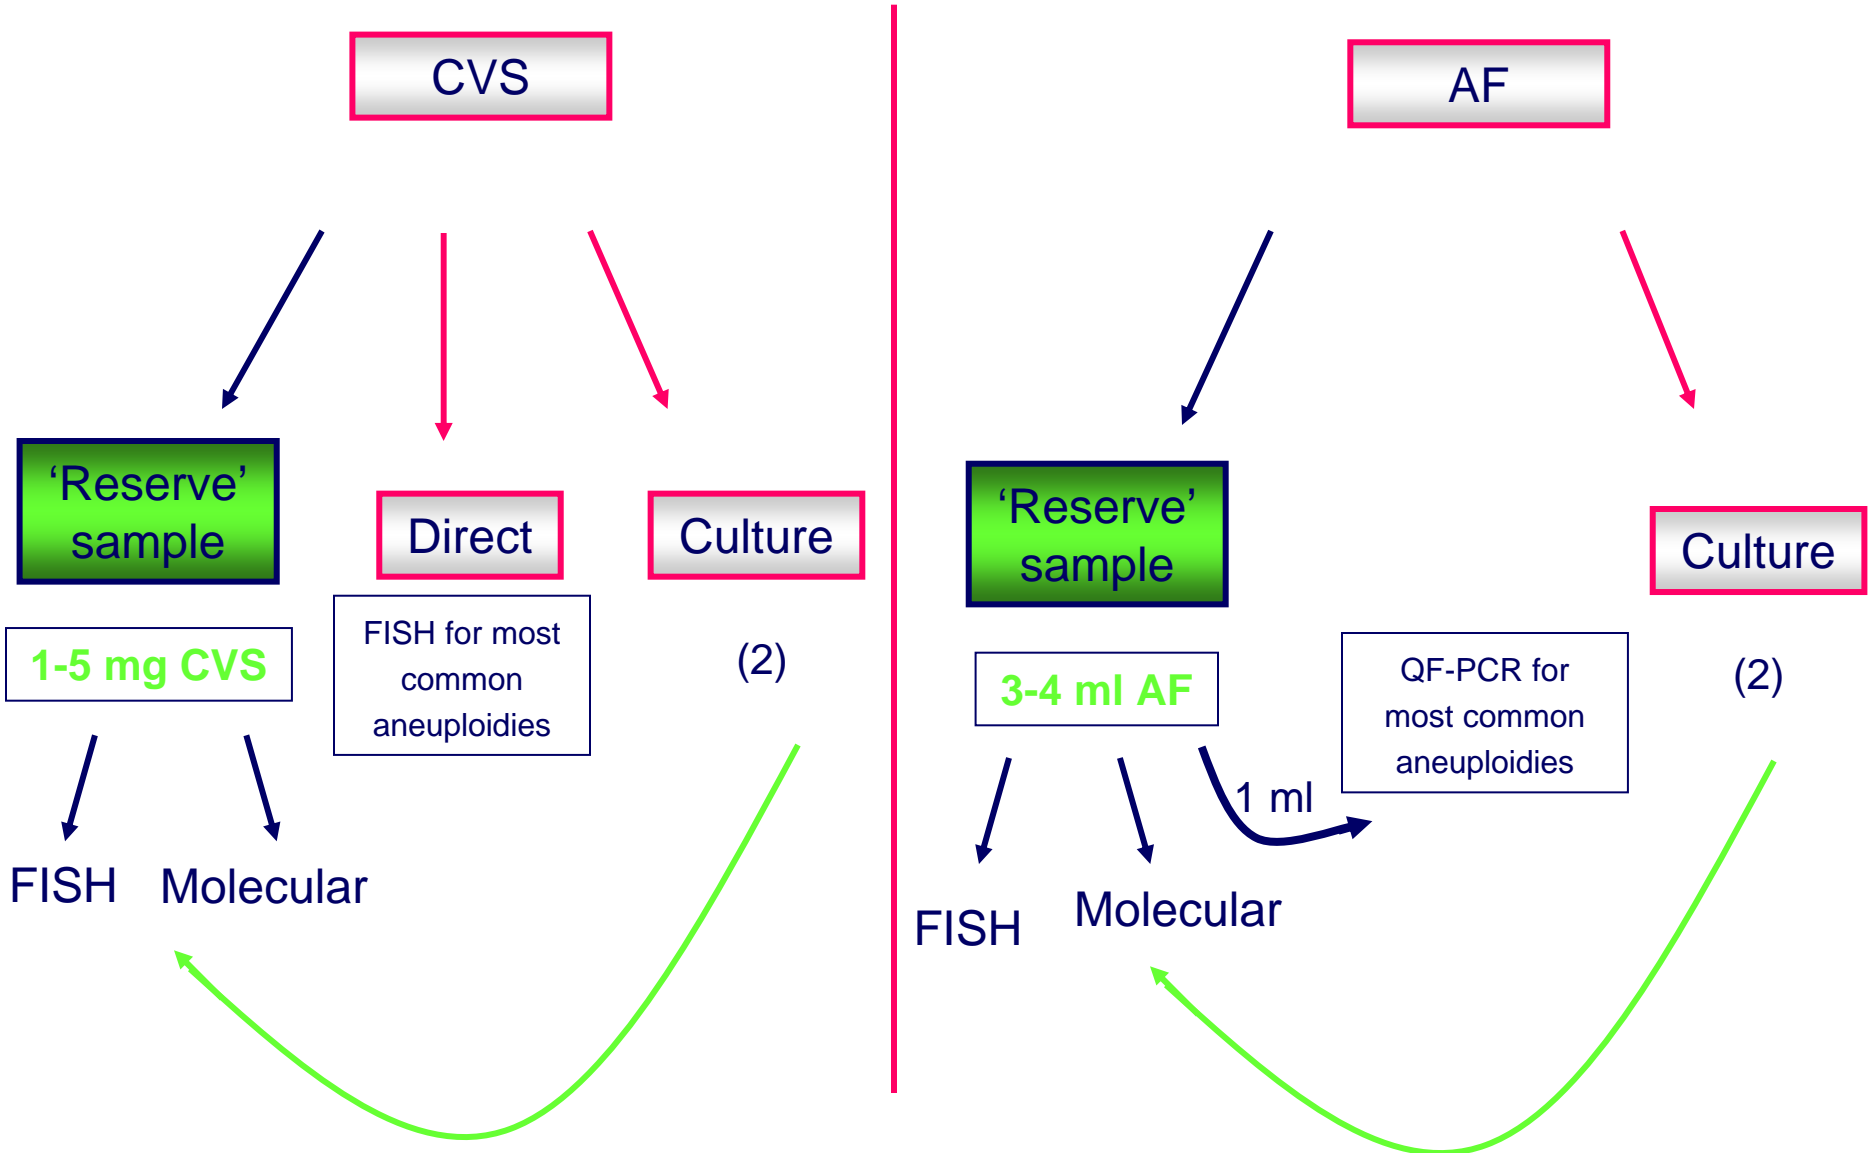 CVS
‘Reserve’
sample
Direct
Culture
1-5 mg CVS
FISH for most
common
aneuploidies
(2)
FISH
Molecular
AF
‘Reserve’
sample
Culture
3-4 ml AF
QF-PCR for
most common
aneuploidies
(2)
1 ml
FISH
Molecular